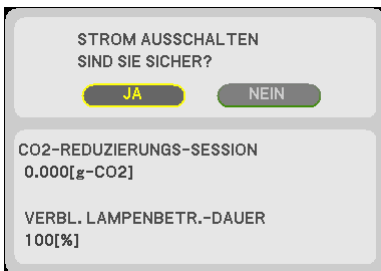 STROM AUSSCHALTEN
SIND SIE SICHER?
JA NEIN
CO2-REDUZIERUNGS-SESSION
0.000[g-CO2]
VERBL. LAMPENBETR.-DAUER
100[%]